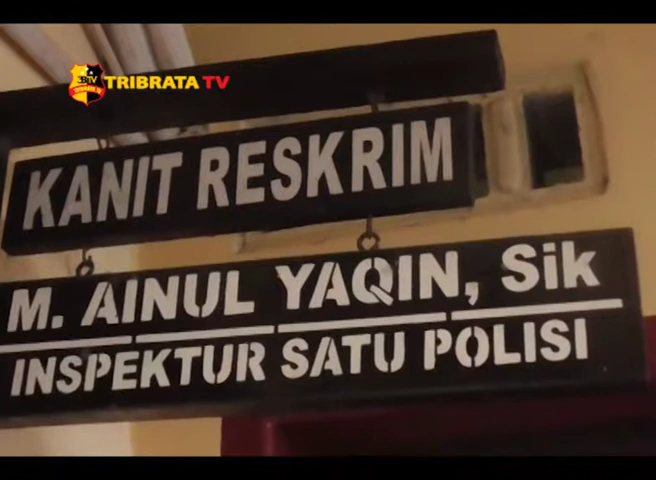 TRIBRATA TV
KANIT RESKRIM
M. AINUL YAQIN, Sik
INSPEKTUR SATU POLISI